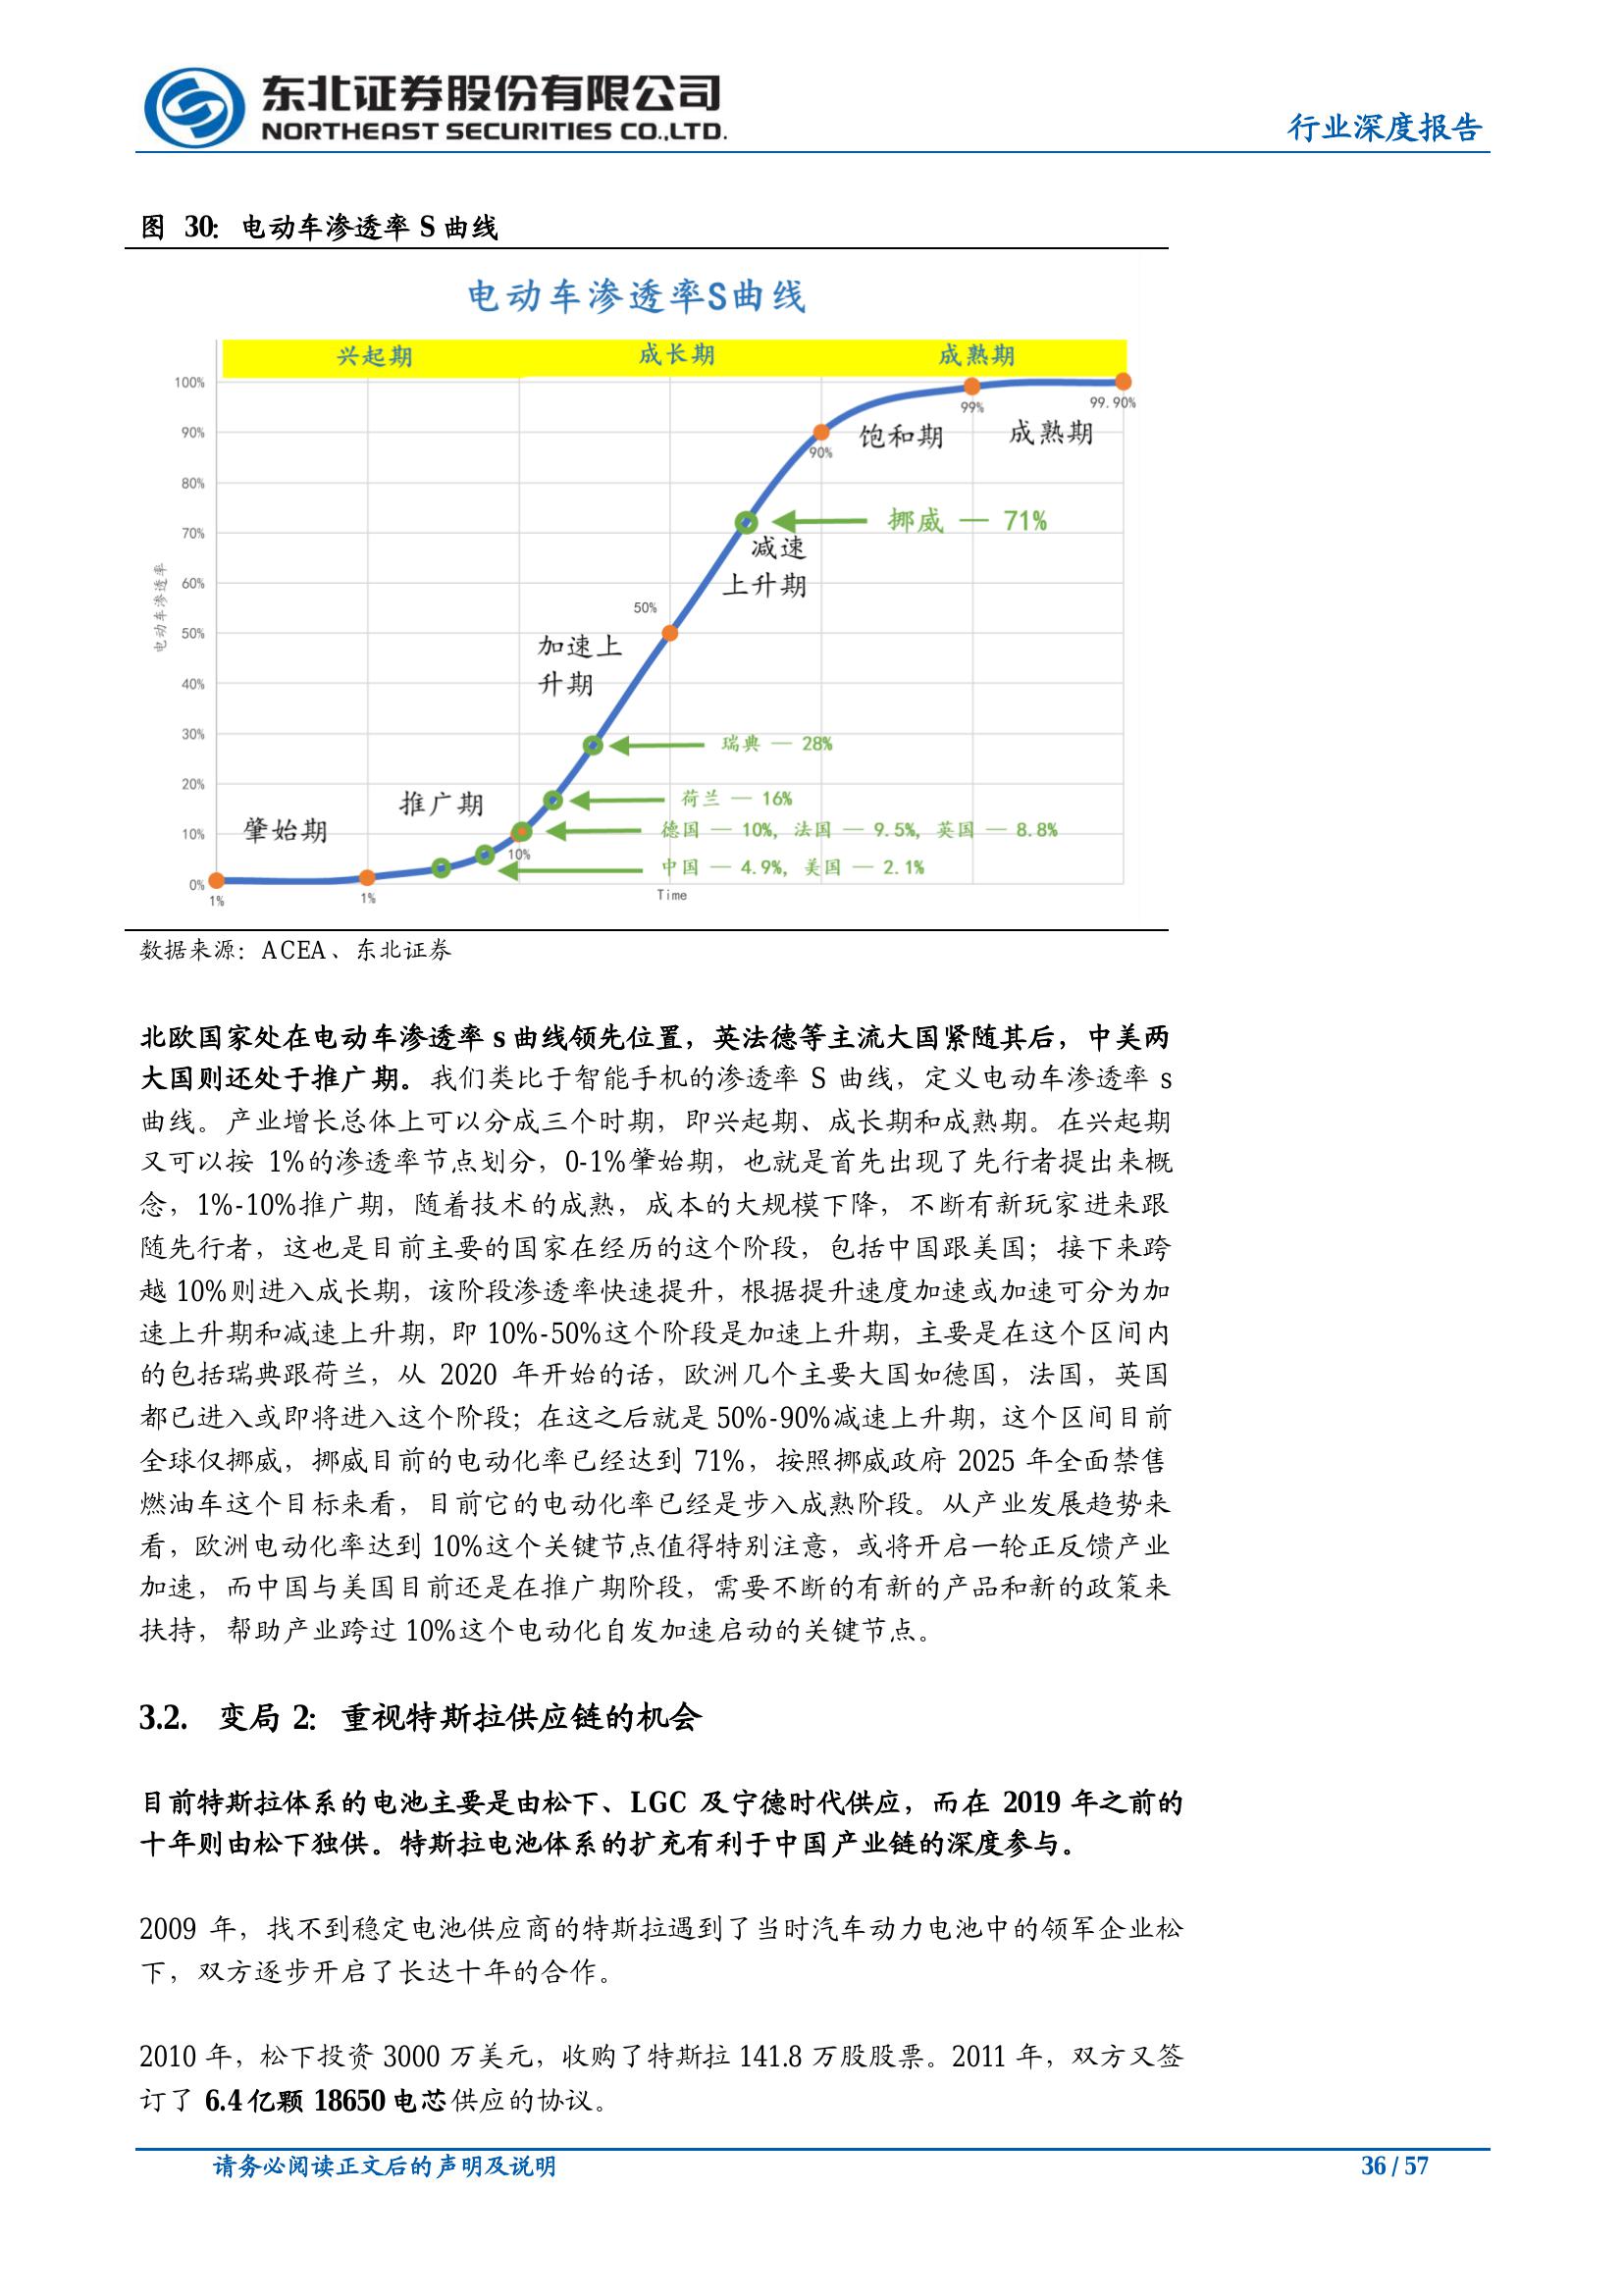 东北证券股份有限公司
NORTHEAST SECURITIES CO.,LTD.
行业深度报告
图 30：电动车渗透率 S 曲线
电动车渗透率S曲线
兴起期 成长期 成熟期
100%
90%
80%
70%
60%
50%
40%
30%
20%
10%
0%
电动车渗透率
1%
1%
10%
50%
90%
99%
99.90%
Time
肇始期
推广期
加速上
升期
减速
上升期
饱和期
成熟期
挪威 — 71%
瑞典 — 28%
荷兰 — 16%
德国 — 10%, 法国 — 9.5%, 英国 — 8.8%
中国 — 4.9%, 美国 — 2.1%
数据来源：ACEA、东北证券
北欧国家处在电动车渗透率 s 曲线领先位置，英法德等主流大国紧随其后，中美两
大国则还处于推广期。我们类比于智能手机的渗透率 S 曲线，定义电动车渗透率 s
曲线。产业增长总体上可以分成三个时期，即兴起期、成长期和成熟期。在兴起期
又可以按 1%的渗透率节点划分，0-1%肇始期，也就是首先出现了先行者提出来概
念，1%-10%推广期，随着技术的成熟，成本的大规模下降，不断有新玩家进来跟
随先行者，这也是目前主要的国家在经历的这个阶段，包括中国跟美国；接下来跨
越 10%则进入成长期，该阶段渗透率快速提升，根据提升速度加速或加速可分为加
速上升期和减速上升期，即 10%-50%这个阶段是加速上升期，主要是在这个区间内
的包括瑞典跟荷兰，从 2020 年开始的话，欧洲几个主要大国如德国，法国，英国
都已进入或即将进入这个阶段；在这之后就是 50%-90%减速上升期，这个区间目前
全球仅挪威，挪威目前的电动化率已经达到 71%，按照挪威政府 2025 年全面禁售
燃油车这个目标来看，目前它的电动化率已经是步入成熟阶段。从产业发展趋势来
看，欧洲电动化率达到 10%这个关键节点值得特别注意，或将开启一轮正反馈产业
加速，而中国与美国目前还是在推广期阶段，需要不断的有新的产品和新的政策来
扶持，帮助产业跨过 10%这个电动化自发加速启动的关键节点。
3.2. 变局 2：重视特斯拉供应链的机会
目前特斯拉体系的电池主要是由松下、LGC 及宁德时代供应，而在 2019 年之前的
十年则由松下独供。特斯拉电池体系的扩充有利于中国产业链的深度参与。
2009 年，找不到稳定电池供应商的特斯拉遇到了当时汽车动力电池中的领军企业松
下，双方逐步开启了长达十年的合作。
2010 年，松下投资 3000 万美元，收购了特斯拉 141.8 万股股票。2011 年，双方又签
订了 6.4 亿颗 18650 电芯供应的协议。
请务必阅读正文后的声明及说明
36 / 57